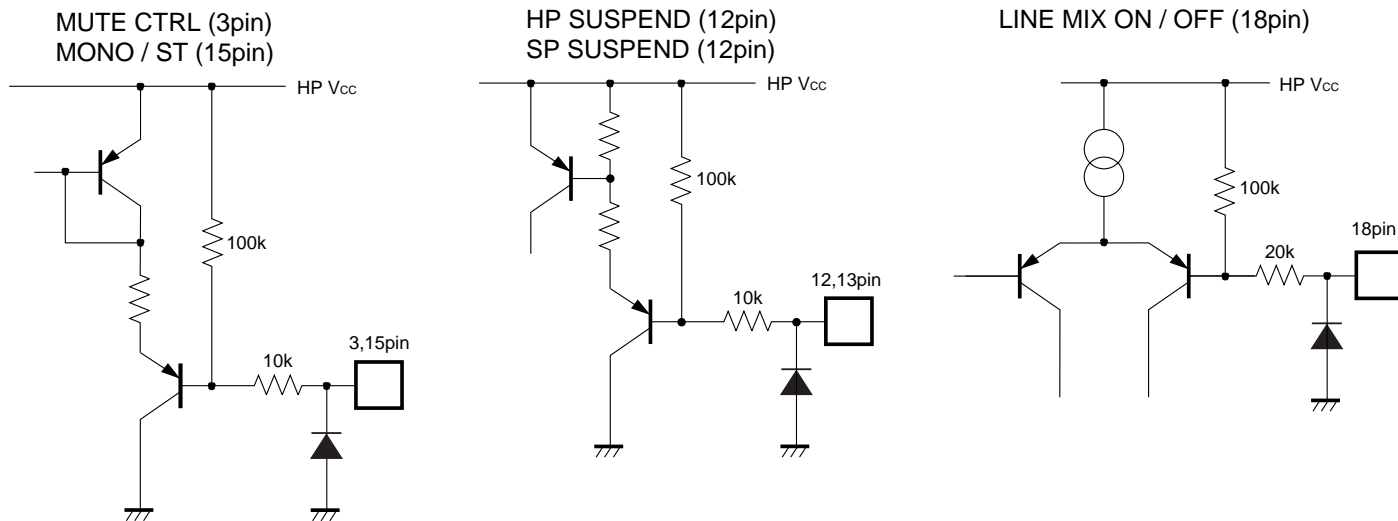 MUTE CTRL (3pin)
MONO / ST (15pin)
HP Vcc
100k
10k
3,15pin
HP SUSPEND (12pin)
SP SUSPEND (12pin)
HP Vcc
100k
10k
12,13pin
LINE MIX ON / OFF (18pin)
HP Vcc
100k
20k
18pin